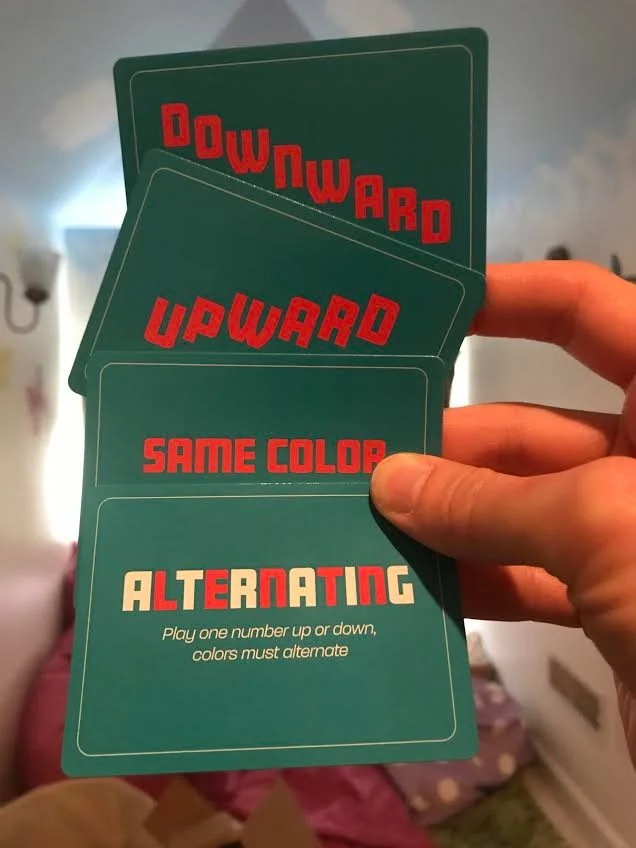 DOWNWARD
UPWARD
SAME COLOR
ALTERNATING
Play one number up or down,
colors must alternate